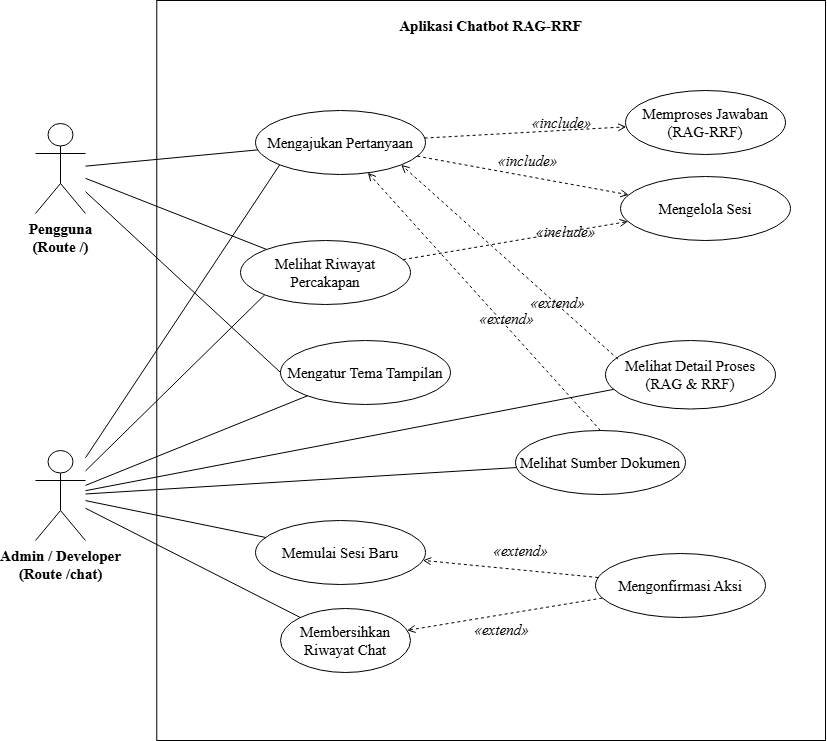 Aplikasi Chatbot RAG-RRF
Mengajukan Pertanyaan
«include»
Memproses Jawaban
(RAG-RRF)
«include»
Mengelola Sesi
Pengguna
(Route /)
Melihat Riwayat
Percakapan
«include»
«extend»
«extend»
Mengatur Tema Tampilan
Melihat Detail Proses
(RAG & RRF)
Melihat Sumber Dokumen
Admin / Developer
(Route /chat)
Memulai Sesi Baru
«extend»
Mengonfirmasi Aksi
Membersihkan
Riwayat Chat
«extend»